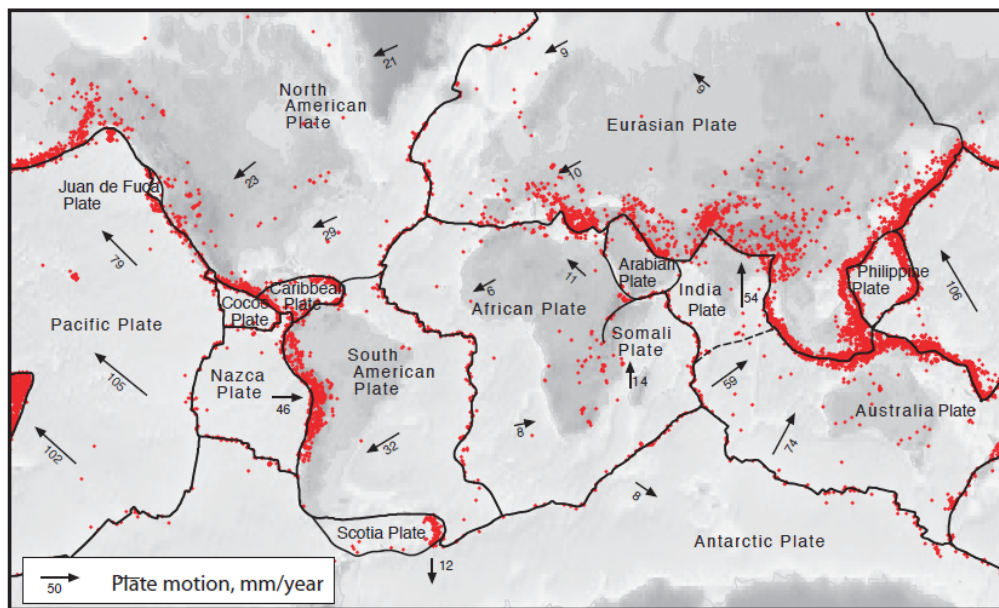 21
9
North
American
Plate
9
Eurasian Plate
Juan de Fuca
Plate
23
10
29
79
Caribbean
Plate
Cocos
Plate
6
11
African Plate
Arabian
Plate
India
Plate
54
Philippine
Plate
106
Pacific Plate
105
Nazca
Plate
46
South
American
Plate
Somali
Plate
14
59
Australia Plate
102
32
8
74
8
Scotia Plate
12
Antarctic Plate
50
Plate motion, mm/year